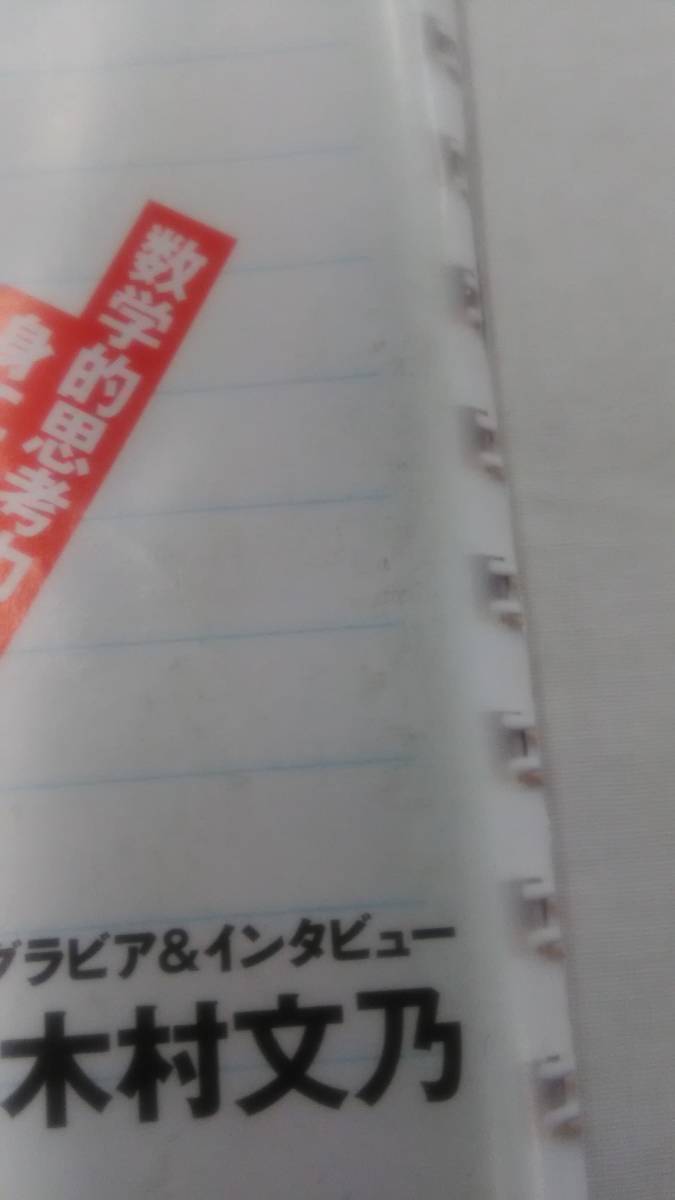 数学的思考力
身
グラビア&インタビュー
木村文乃